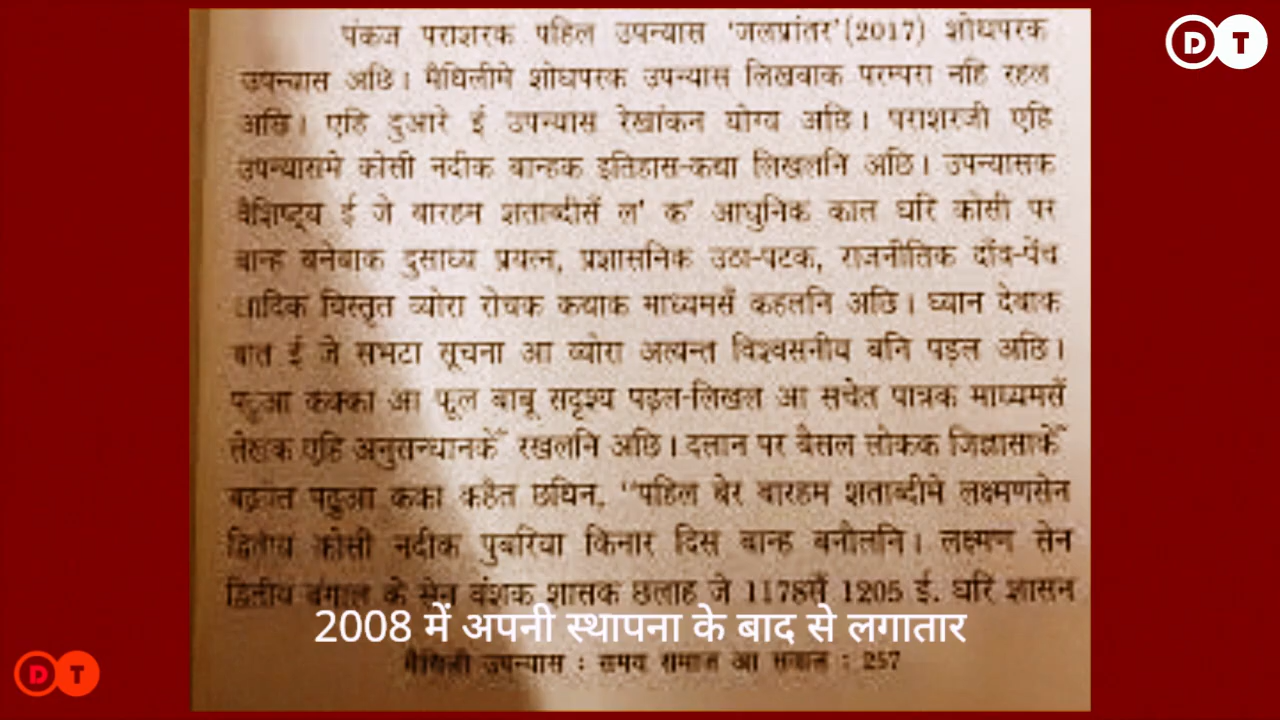 पंकज पराशरक पहिल उपन्यास 'जलप्रांतर'(2017) शोधपरक
उपन्यास अछि। मैथिलीमे शोधपरक उपन्यास लिखबाक परम्परा नहि रहल
अछि। एहि दुआरे ई उपन्यास रेखांकन योग्य अछि। पराशरजी एहि
उपन्यासमे कोसी नदीक बान्हक इतिहास-कथा लिखलनि अछि। उपन्यासक
वैशिष्ट्य ई जे बारहम शताब्दीसँ ल' क' आधुनिक काल धरि कोसी पर
बान्ह बनेबाक दुसाध्य प्रयत्न, प्रशासनिक उठा-पटक, राजनीतिक दाँव-पेंच
आदिक विस्तृत व्योरा रोचक कथाक माध्यमसँ कहलनि अछि। ध्यान देबाक
बात ई जे सभटा सूचना आ व्योरा अत्यन्त विश्वसनीय बनि पड़ल अछि।
पढुआ कक्का आ फूल बाबू सदृश्य पढ़ल-लिखल आ सचेत पात्रक माध्यमसँ
लेखक एहि अनुसन्धानकेँ रखलनि अछि। दलान पर बैसल लोकक जिज्ञासाकेँ
पढुआ कका कहैत छथिन, "पहिल बेर बारहम शताब्दीमे लक्ष्मणसेन
द्वितीय कोसी नदीक पुबरिया किनार दिस बान्ह बनौलनि। लक्ष्मण सेन
द्वितीय बंगाल के सेन वंशक शासक छलाह जे 1178सँ 1205 ई. धरि शासन
2008 में अपनी स्थापना के बाद से लगातार
मैथिली उपन्यास : समय समाज आ सवाल : 257
DT
DT